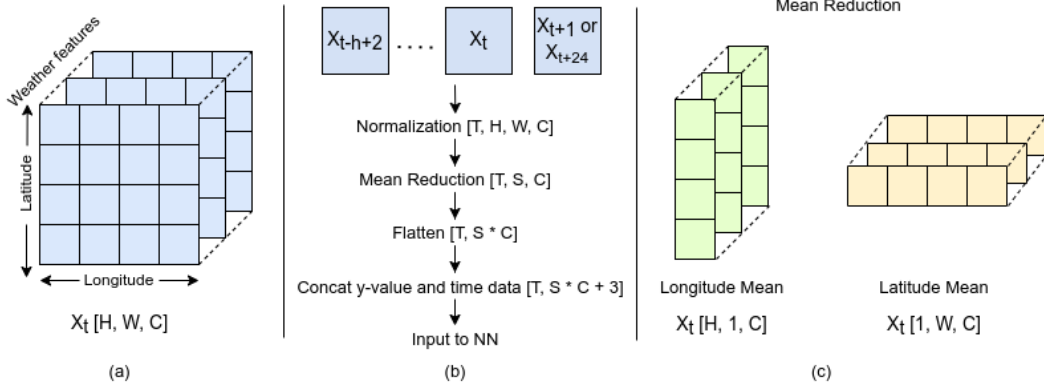 Weather features
Latitude
Longitude
Xt [H, W, C]
(a)
Xt-h+2
. . . .
Xt
Xt+1 or
Xt+24
Normalization [T, H, W, C]
Mean Reduction [T, S, C]
Flatten [T, S * C]
Concat y-value and time data [T, S * C + 3]
Input to NN
(b)
Mean Reduction
Longitude Mean
Latitude Mean
Xt [H, 1, C]
Xt [1, W, C]
(c)